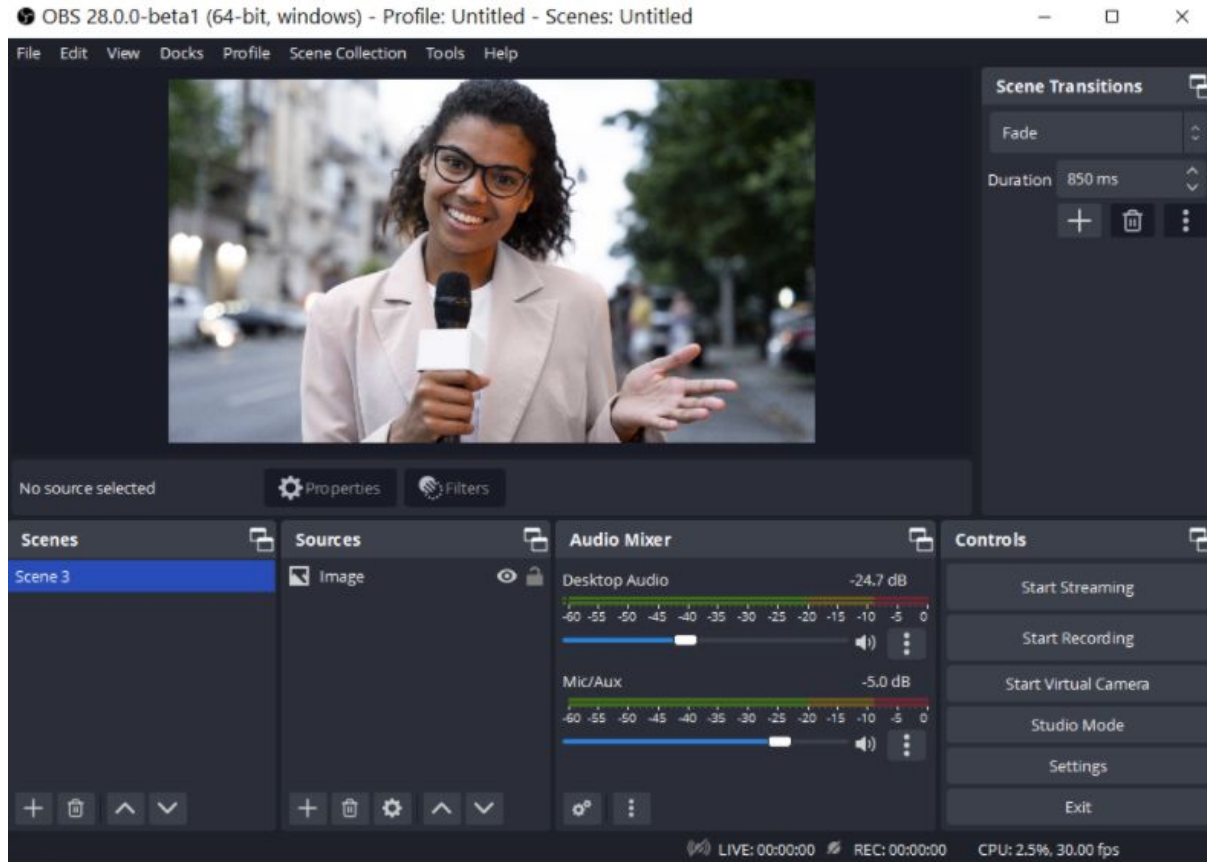 OBS 28.0.0-beta1 (64-bit, windows) - Profile: Untitled - Scenes: Untitled
File Edit View Docks Profile Scene Collection Tools Help
Scene Transitions
Fade
Duration 850 ms
No source selected Properties Filters
Scenes
Scene 3
Sources
Image
Audio Mixer
Desktop Audio -24.7 dB
-60 -55 -50 -45 -40 -35 -30 -25 -20 -15 -10 -5 0
Mic/Aux -5.0 dB
-60 -55 -50 -45 -40 -35 -30 -25 -20 -15 -10 -5 0
Controls
Start Streaming
Start Recording
Start Virtual Camera
Studio Mode
Settings
Exit
LIVE: 00:00:00 REC: 00:00:00 CPU: 2.5%, 30.00 fps